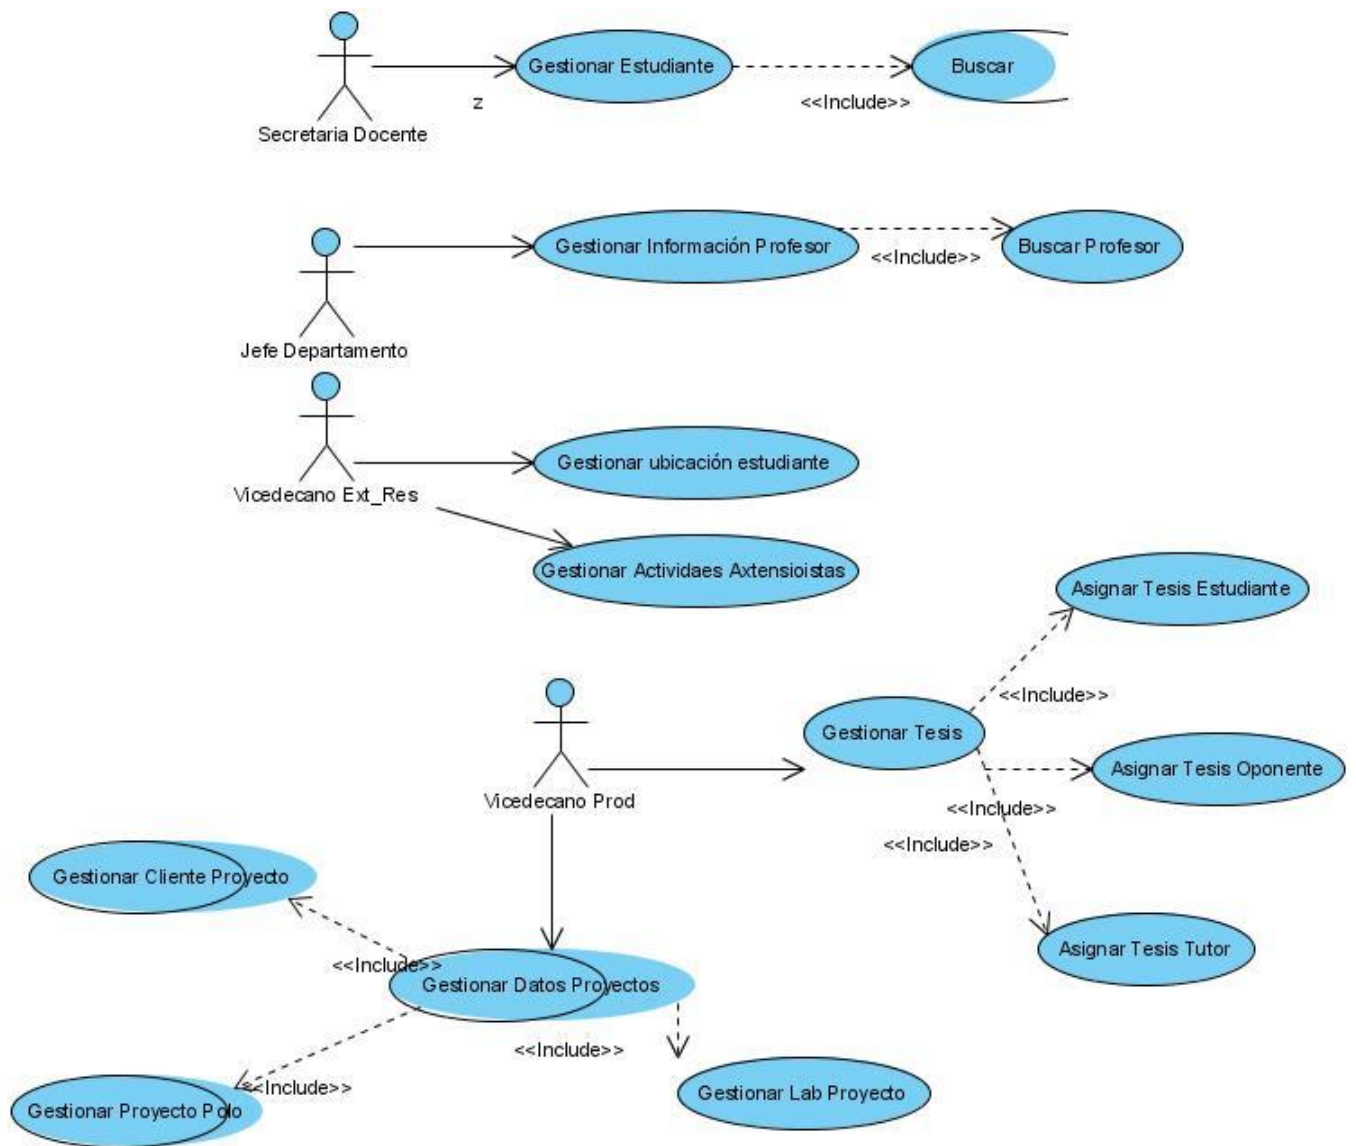 Gestionar Estudiante
Buscar
z
<<Include>>
Secretaria Docente
Gestionar Información Profesor
<<Include>>
Buscar Profesor
Jefe Departamento
Gestionar ubicación estudiante
Vicedecano Ext_Res
Gestionar Actividaes Axtensioistas
Asignar Tesis Estudiante
<<Include>>
Gestionar Tesis
Asignar Tesis Oponente
Vicedecano Prod
<<Include>>
<<Include>>
Gestionar Cliente Proyecto
Asignar Tesis Tutor
<<Include>>
Gestionar Datos Proyectos
<<Include>>
<<Include>>
Gestionar Lab Proyecto
Gestionar Proyecto Polo